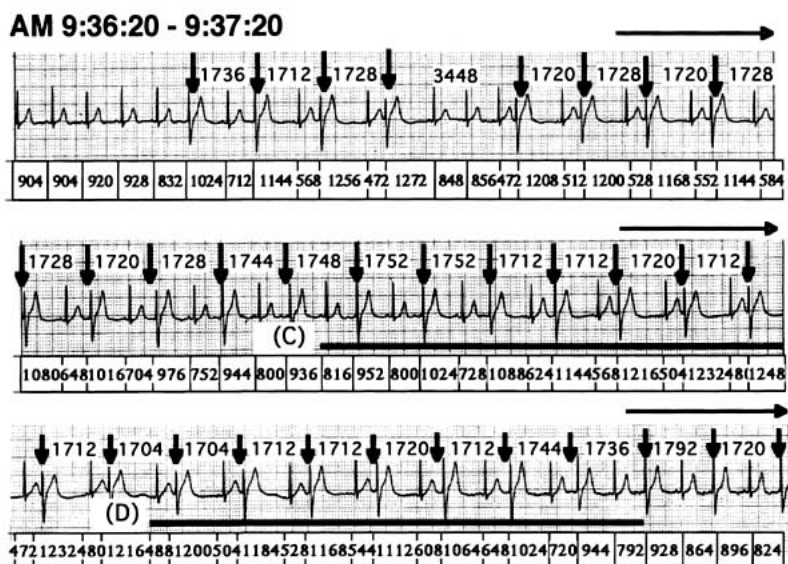 AM 9:36:20 - 9:37:20
1736 1712 1728 3448 1720 1728 1720 1728
904 904 920 928 832 1024 712 1144 568 1256 472 1272 848 856 472 1208 512 1200 528 1168 552 1144 584
1728 1720 1728 1744 1748 1752 1752 1712 1712 1720 1712
(C)
1080 648 1016 704 976 752 944 800 936 816 952 800 1024 728 1088 624 1144 568 1216 504 1232 480 1248
1712 1704 1704 1712 1712 1720 1712 1744 1736 1792 1720
(D)
472 1232 480 1216 488 1200 504 1184 528 1168 544 1112 608 1064 648 1024 720 944 792 928 864 896 824